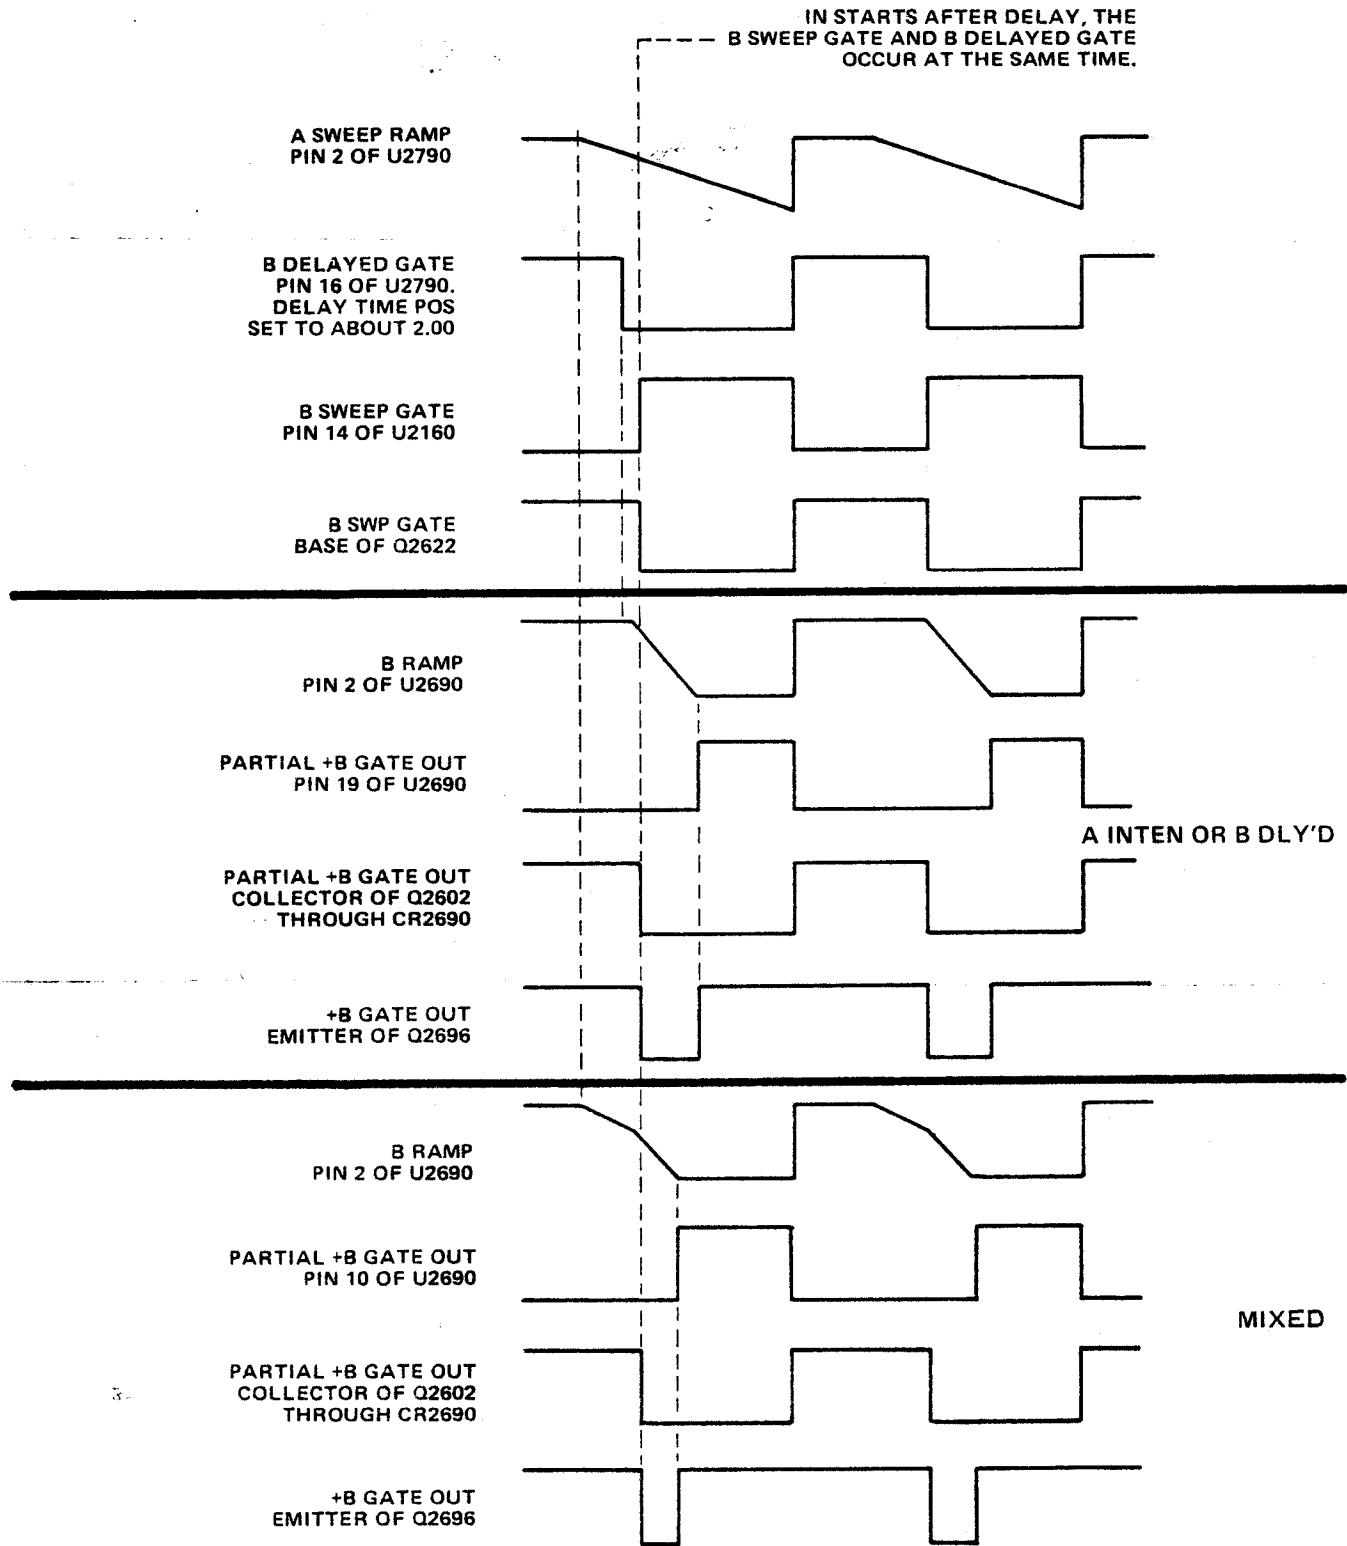 IN STARTS AFTER DELAY, THE
B SWEEP GATE AND B DELAYED GATE
OCCUR AT THE SAME TIME.
A SWEEP RAMP
PIN 2 OF U2790
B DELAYED GATE
PIN 16 OF U2790.
DELAY TIME POS
SET TO ABOUT 2.00
B SWEEP GATE
PIN 14 OF U2160
B SWP GATE
BASE OF Q2622
B RAMP
PIN 2 OF U2690
PARTIAL +B GATE OUT
PIN 19 OF U2690
A INTEN OR B DLY'D
PARTIAL +B GATE OUT
COLLECTOR OF Q2602
THROUGH CR2690
+B GATE OUT
EMITTER OF Q2696
B RAMP
PIN 2 OF U2690
PARTIAL +B GATE OUT
PIN 10 OF U2690
MIXED
PARTIAL +B GATE OUT
COLLECTOR OF Q2602
THROUGH CR2690
+B GATE OUT
EMITTER OF Q2696